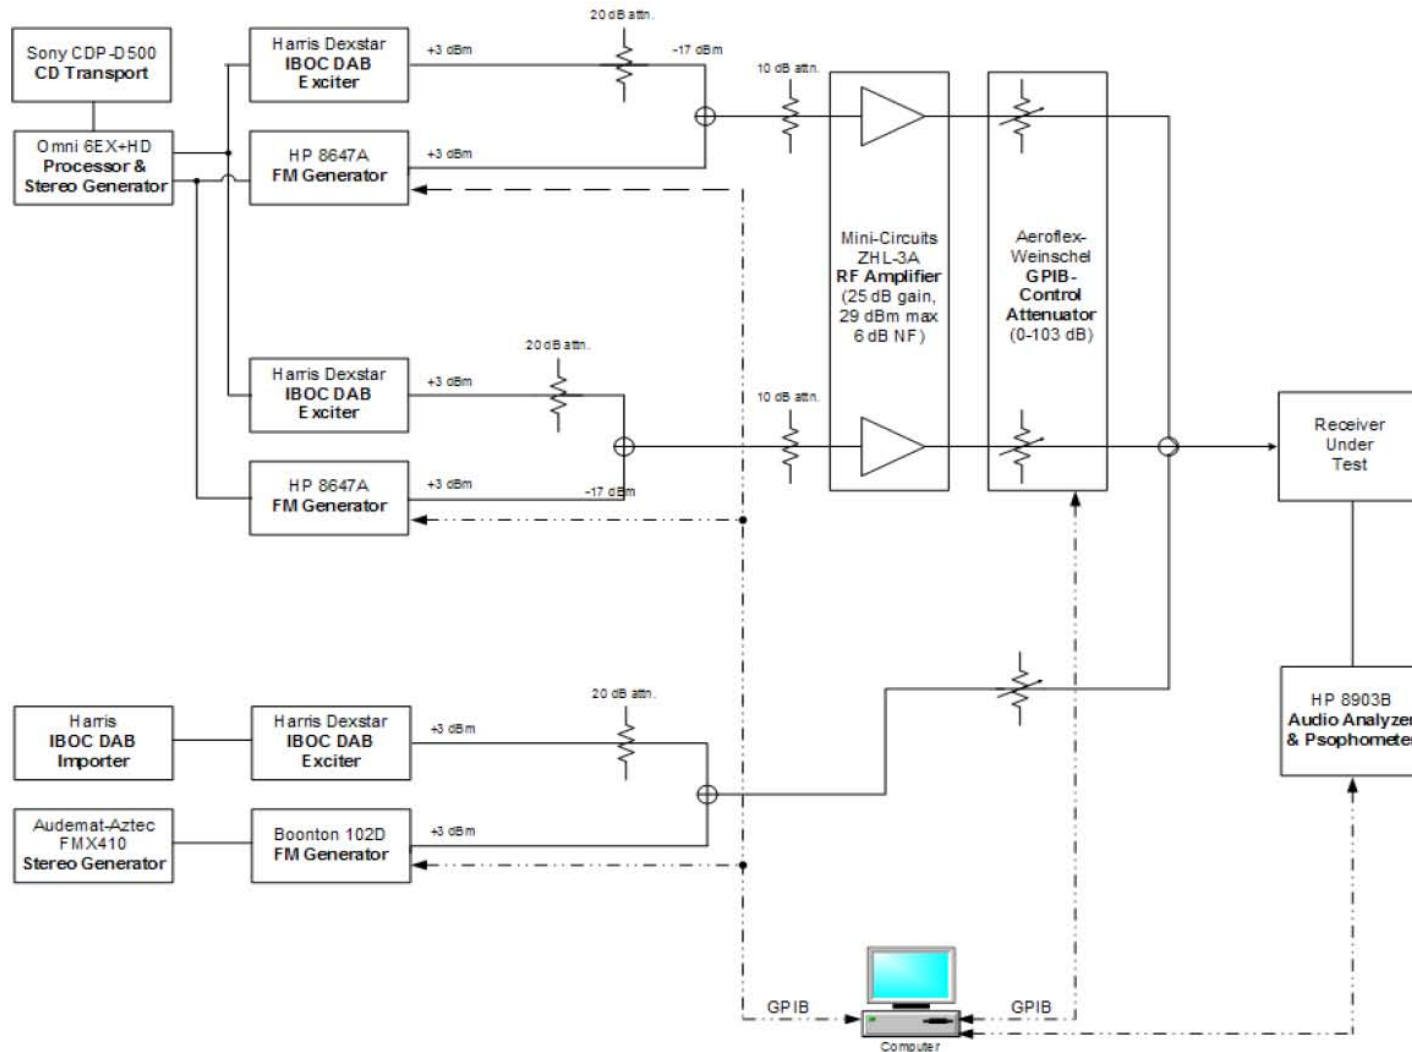 20 dB attn.
Sony CDP-D500
CD Transport
Harris Dexstar
IBOC DAB
Exciter
+3 dBm
-17 dBm
10 dB attn.
Omni 6EX+HD
Processor &
Stereo Generator
HP 8647A
FM Generator
+3 dBm
Mini-Circuits
ZHL-3A
RF Amplifier
(25 dB gain,
29 dBm max
6 dB NF)
Aeroflex-
Weinschel
GPIB-
Control
Attenuator
(0-103 dB)
20 dB attn.
Harris Dexstar
IBOC DAB
Exciter
+3 dBm
10 dB attn.
Receiver
Under
Test
HP 8647A
FM Generator
+3 dBm
-17 dBm
20 dB attn.
Harris
IBOC DAB
Importer
Harris Dexstar
IBOC DAB
Exciter
+3 dBm
HP 8903B
Audio Analyzer
& Psophometer
Audemat-Aztec
FMX410
Stereo Generator
Boonton 102D
FM Generator
+3 dBm
GPIB
GPIB
Computer